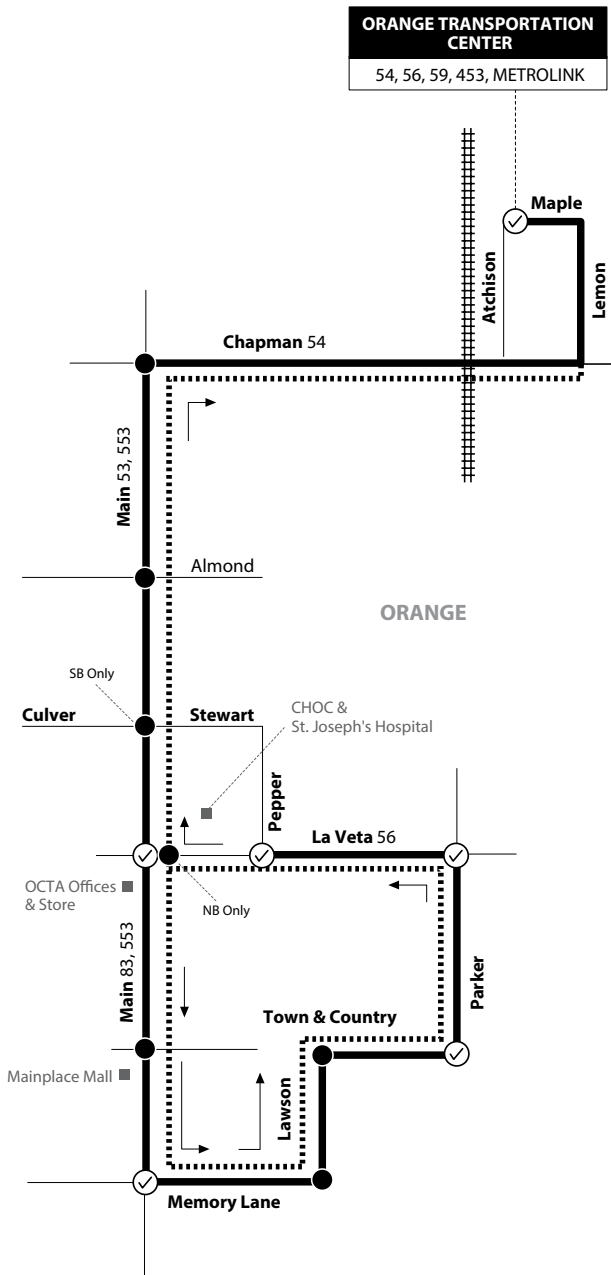 ORANGE TRANSPORTATION
CENTER
54, 56, 59, 453, METROLINK
Maple
Atchison
Lemon
Chapman 54
Main 53, 553
Almond
ORANGE
SB Only
Culver
Stewart
CHOC &
St. Joseph's Hospital
Pepper
La Veta 56
OCTA Offices
& Store
NB Only
Main 83, 553
Parker
Town & Country
Mainplace Mall
Lawson
Memory Lane